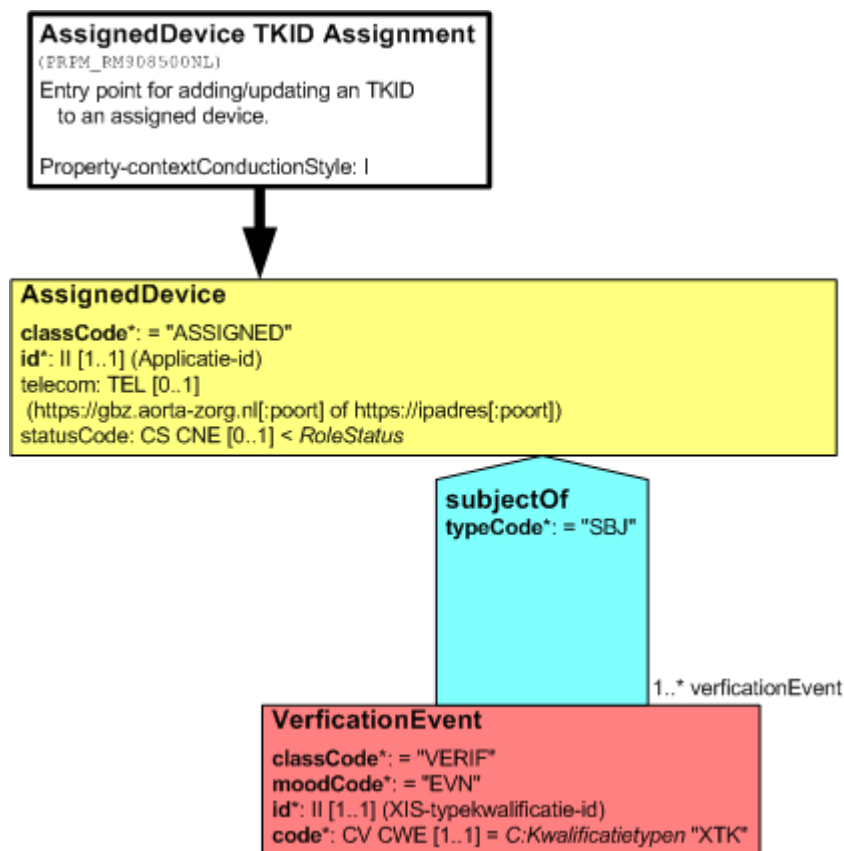 AssignedDevice TKID Assignment
(PRPM_RM908500NL)
Entry point for adding/updating an TKID
to an assigned device.
Property-contextConductionStyle: I
AssignedDevice
classCode*: = "ASSIGNED"
id*: II [1..1] (Applicatie-id)
telecom: TEL [0..1]
(https://gbz.aorta-zorg.nl[:poort] of https://ipadres[:poort])
statusCode: CS CNE [0..1] < RoleStatus
subjectOf
typeCode*: = "SBJ"
1..* verficationEvent
VerficationEvent
classCode*: = "VERIF"
moodCode*: = "EVN"
id*: II [1..1] (XIS-typekwalificatie-id)
code*: CV CWE [1..1] = C:Kwalificatietypen "XTK"